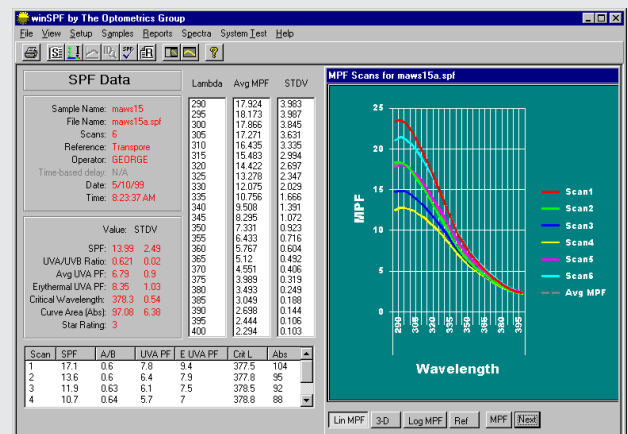 winSPF by The Optometrics Group
File View Setup Samples Reports Spectra System Test Help
SPF Data
Sample Name: maws15
File Name: maws15a.spf
Scans: 6
Reference: Transpore
Operator: GEORGE
Time-based delay: N/A
Date: 5/10/99
Time: 8:23:37 AM
Value: STDV
SPF: 13.99 2.49
UVA/UVB Ratio: 0.621 0.02
Avg UVA PF: 6.79 0.9
Erythermal UVA PF: 8.35 1.03
Critical Wavelength: 378.3 0.54
Curve Area (Abs): 97.08 6.38
Star Rating: 3
Lambda Avg MPF STDV
290 17.924 3.983
295 18.173 3.987
300 17.866 3.845
305 17.271 3.631
310 16.435 3.335
315 15.483 2.994
320 14.422 2.697
325 13.278 2.347
330 12.075 2.029
335 10.756 1.666
340 9.508 1.391
345 8.295 1.072
350 7.331 0.923
355 6.433 0.716
360 5.767 0.604
365 5.12 0.492
370 4.551 0.406
375 3.989 0.319
380 3.493 0.249
385 3.049 0.188
390 2.698 0.144
395 2.444 0.106
400 2.294 0.103
Scan SPF A/B UVA PF E UVA PF Crit L Abs
1 17.1 0.6 7.8 9.4 377.5 104
2 13.6 0.6 6.4 7.9 377.8 95
3 11.9 0.63 6.1 7.5 378.5 92
4 10.7 0.64 5.7 7 378.8 88
MPF Scans for maws15a.spf
25
20
15
10
5
0
MPF
290
305
320
335
350
365
380
395
Wavelength
Scan1
Scan2
Scan3
Scan4
Scan5
Scan6
Avg MPF
Lin MPF 3-D Log MPF Ref MPF Next